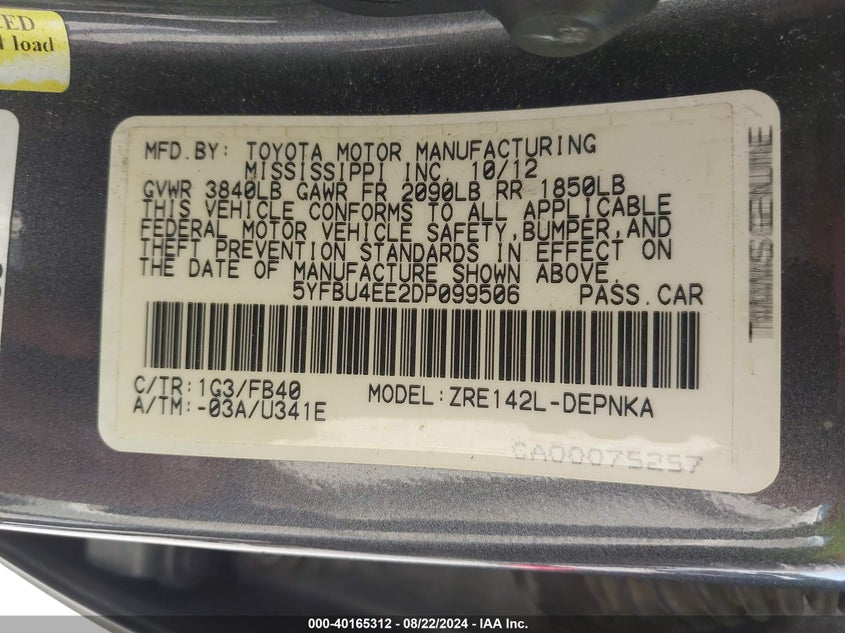 l load
MFD.BY: TOYOTA MOTOR MANUFACTURING
MISSISSIPPI INC. 10/12
GVWR 3840LB GAWR FR 2090LB RR 1850LB
THIS VEHICLE CONFORMS TO ALL APPLICABLE
FEDERAL MOTOR VEHICLE SAFETY,BUMPER,AND
THEFT PREVENTION STANDARDS IN EFFECT ON
THE DATE OF MANUFACTURE SHOWN ABOVE.
5YFBU4EE2DP099506 PASS.CAR
C/TR:1G3/FB40 MODEL:ZRE142L-DEPNKA
A/TM:-03A/U341E
CA00075257
000-40165312 - 08/22/2024 - IAA Inc.